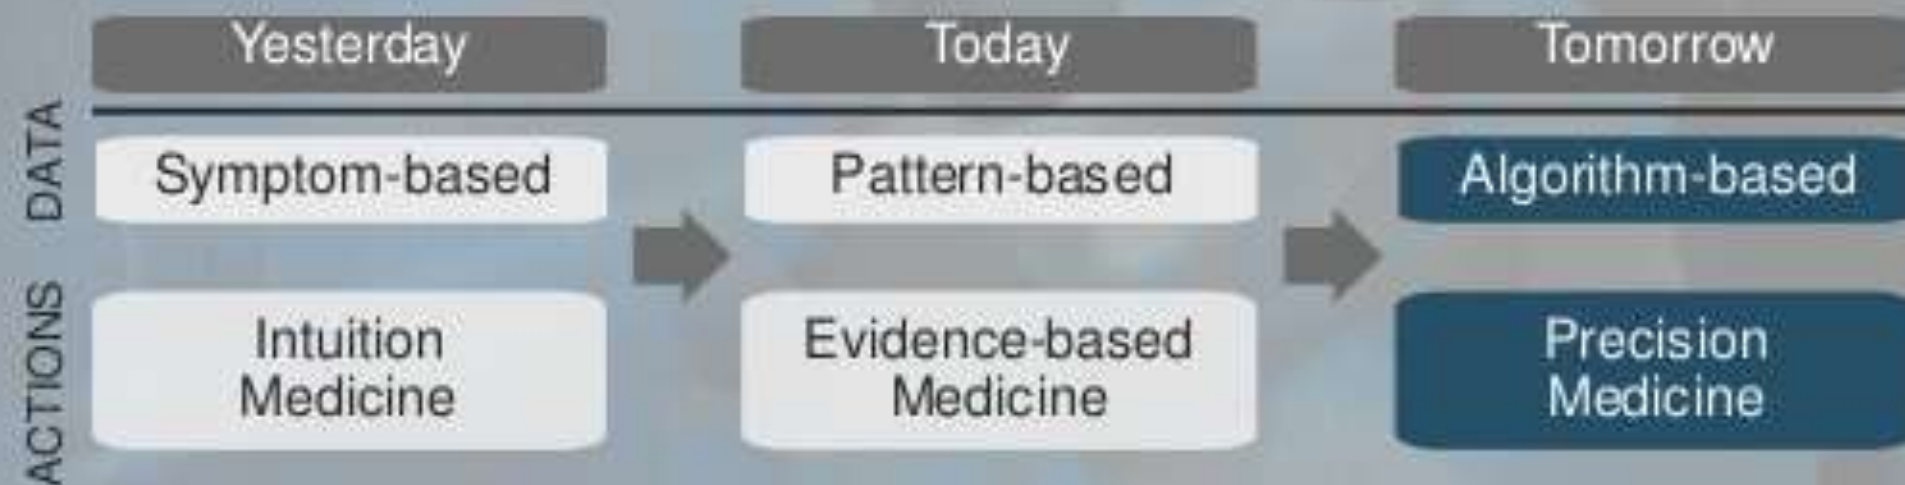 Yesterday
Today
Tomorrow
DATA
Symptom-based
Pattern-based
Algorithm-based
ACTIONS
Intuition
Medicine
Evidence-based
Medicine
Precision
Medicine